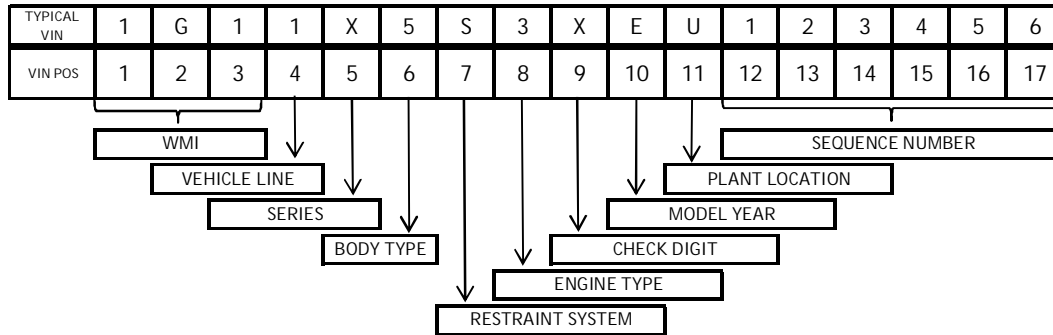 TYPICAL VIN 1 G 1 1 X 5 S 3 X E U 1 2 3 4 5 6
VIN POS 1 2 3 4 5 6 7 8 9 10 11 12 13 14 15 16 17
WMI SEQUENCE NUMBER
VEHICLE LINE PLANT LOCATION
SERIES MODEL YEAR
BODY TYPE CHECK DIGIT
ENGINE TYPE
RESTRAINT SYSTEM